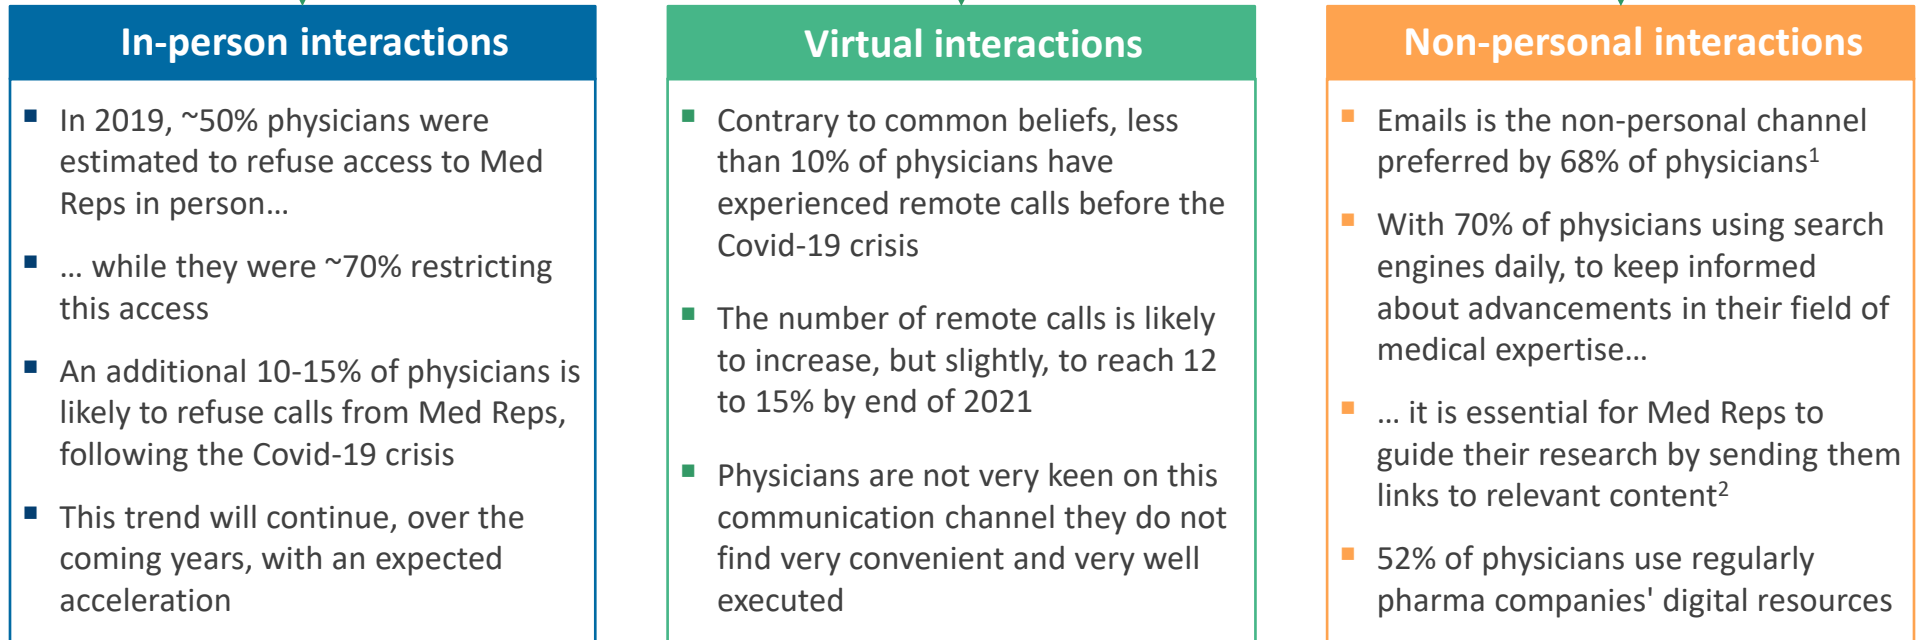 In-person interactions
▪ In 2019, ~50% physicians were
estimated to refuse access to Med
Reps in person…
▪ … while they were ~70% restricting
this access
▪ An additional 10-15% of physicians is
likely to refuse calls from Med Reps,
following the Covid-19 crisis
▪ This trend will continue, over the
coming years, with an expected
acceleration
Virtual interactions
▪ Contrary to common beliefs, less
than 10% of physicians have
experienced remote calls before the
Covid-19 crisis
▪ The number of remote calls is likely
to increase, but slightly, to reach 12
to 15% by end of 2021
▪ Physicians are not very keen on this
communication channel they do not
find very convenient and very well
executed
Non-personal interactions
▪ Emails is the non-personal channel
preferred by 68% of physicians¹
▪ With 70% of physicians using search
engines daily, to keep informed
about advancements in their field of
medical expertise…
▪ … it is essential for Med Reps to
guide their research by sending them
links to relevant content²
▪ 52% of physicians use regularly
pharma companies' digital resources